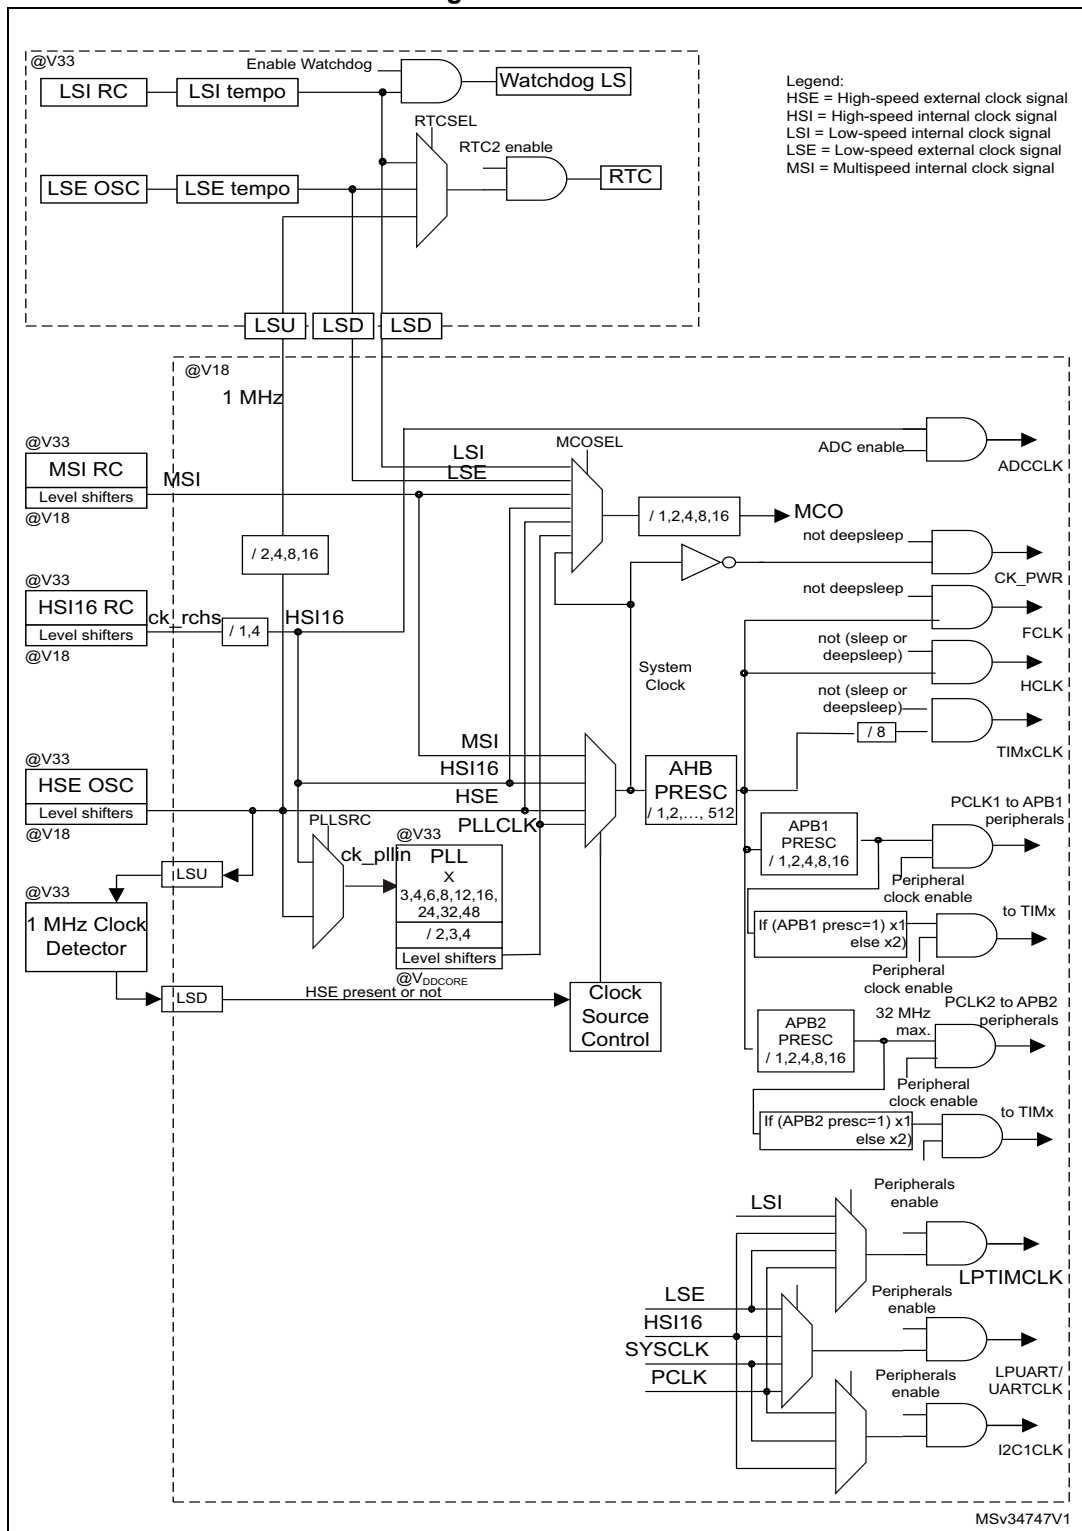 @V33
Enable Watchdog
LSI RC
LSI tempo
Watchdog LS
Legend:
HSE = High-speed external clock signal
HSI = High-speed internal clock signal
LSI = Low-speed internal clock signal
LSE = Low-speed external clock signal
MSI = Multispeed internal clock signal
RTCSEL
RTC2 enable
LSE OSC
LSE tempo
RTC
LSU
LSD
LSD
@V18
1 MHz
@V33
MSI RC
Level shifters
@V18
MSI
LSI
LSE
MCOSEL
ADC enable
ADCCLK
/ 1,2,4,8,16
MCO
/ 2,4,8,16
not deepsleep
CK_PWR
@V33
HSI16 RC
Level shifters
@V18
ck_rchs
/ 1,4
HSI16
not deepsleep
FCLK
System
Clock
not (sleep or
deepsleep)
HCLK
not (sleep or
deepsleep)
/ 8
TIMxCLK
@V33
HSE OSC
Level shifters
@V18
MSI
HSI16
HSE
PLLCLK
AHB
PRESC
/ 1,2,..., 512
PLLSRC
ck_pllin
@V33
PLL
X
3,4,6,8,12,16,
24,32,48
/ 2,3,4
Level shifters
@VDDCORE
APB1
PRESC
/ 1,2,4,8,16
PCLK1 to APB1
peripherals
Peripheral
clock enable
LSU
@V33
1 MHz Clock
Detector
LSD
HSE present or not
Clock
Source
Control
If (APB1 presc=1) x1
else x2)
to TIMx
Peripheral
clock enable
APB2
PRESC
/ 1,2,4,8,16
32 MHz
max.
PCLK2 to APB2
peripherals
Peripheral
clock enable
If (APB2 presc=1) x1
else x2)
to TIMx
LSI
Peripherals
enable
LPTIMCLK
LSE
HSI16
SYSCLK
PCLK
Peripherals
enable
LPUART/
UARTCLK
Peripherals
enable
I2C1CLK
MSv34747V1